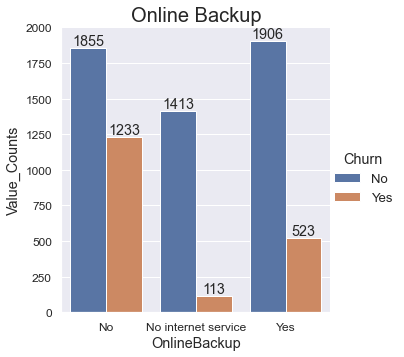 Online Backup
2000
1750
1500
1250
1000
750
500
250
0
Value_Counts
1855
1233
1413
113
1906
523
No
No internet service
Yes
OnlineBackup
Churn
No
Yes